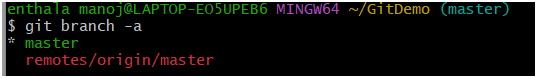 enthala manoj@LAPTOP-EO5UPEB6 MINGW64 ~/GitDemo (master)
$ git branch -a
* master
  remotes/origin/master